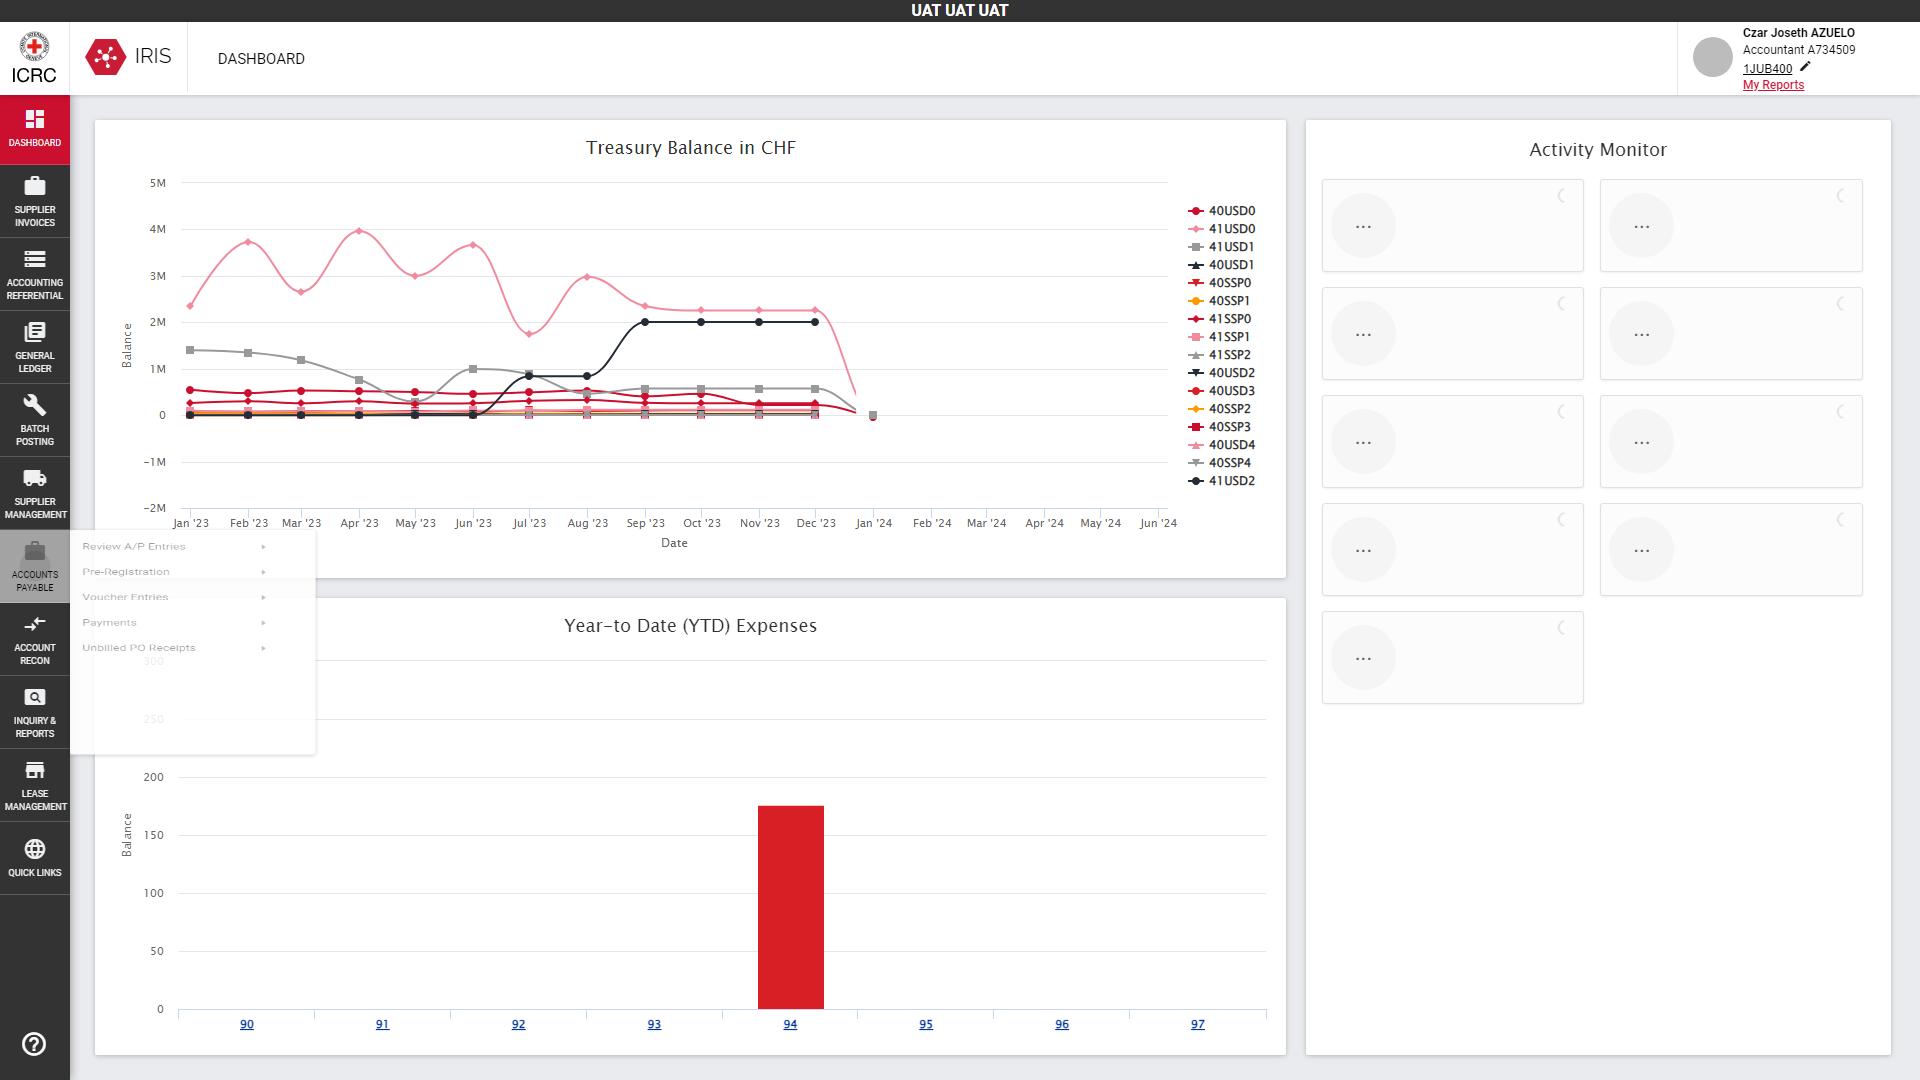 UAT UAT UAT
ICRC
IRIS
DASHBOARD
Czar Joseth AZUELO
Accountant A734509
1JUB400
My Reports
DASHBOARD
SUPPLIER
INVOICES
ACCOUNTING
REFERENTIAL
GENERAL
LEDGER
BATCH
POSTING
SUPPLIER
MANAGEMENT
ACCOUNTS
PAYABLE
ACCOUNT
RECON
INQUIRY &
REPORTS
LEASE
MANAGEMENT
QUICK LINKS
Review A/P Entries
Pre-Registration
Voucher Entries
Payments
Unbilled PO Receipts
Treasury Balance in CHF
Balance
5M
4M
3M
2M
1M
0
-1M
-2M
Jan '23 Feb '23 Mar '23 Apr '23 May '23 Jun '23 Jul '23 Aug '23 Sep '23 Oct '23 Nov '23 Dec '23 Jan '24 Feb '24 Mar '24 Apr '24 May '24 Jun '24
Date
40USD0
41USD0
41USD1
40USD1
40SSP0
40SSP1
41SSP0
41SSP1
41SSP2
40USD2
40USD3
40SSP2
40SSP3
40USD4
40SSP4
41USD2
Year-to Date (YTD) Expenses
Balance
300
250
200
150
100
50
0
90 91 92 93 94 95 96 97
Activity Monitor
... ...
... ...
... ...
... ...
...